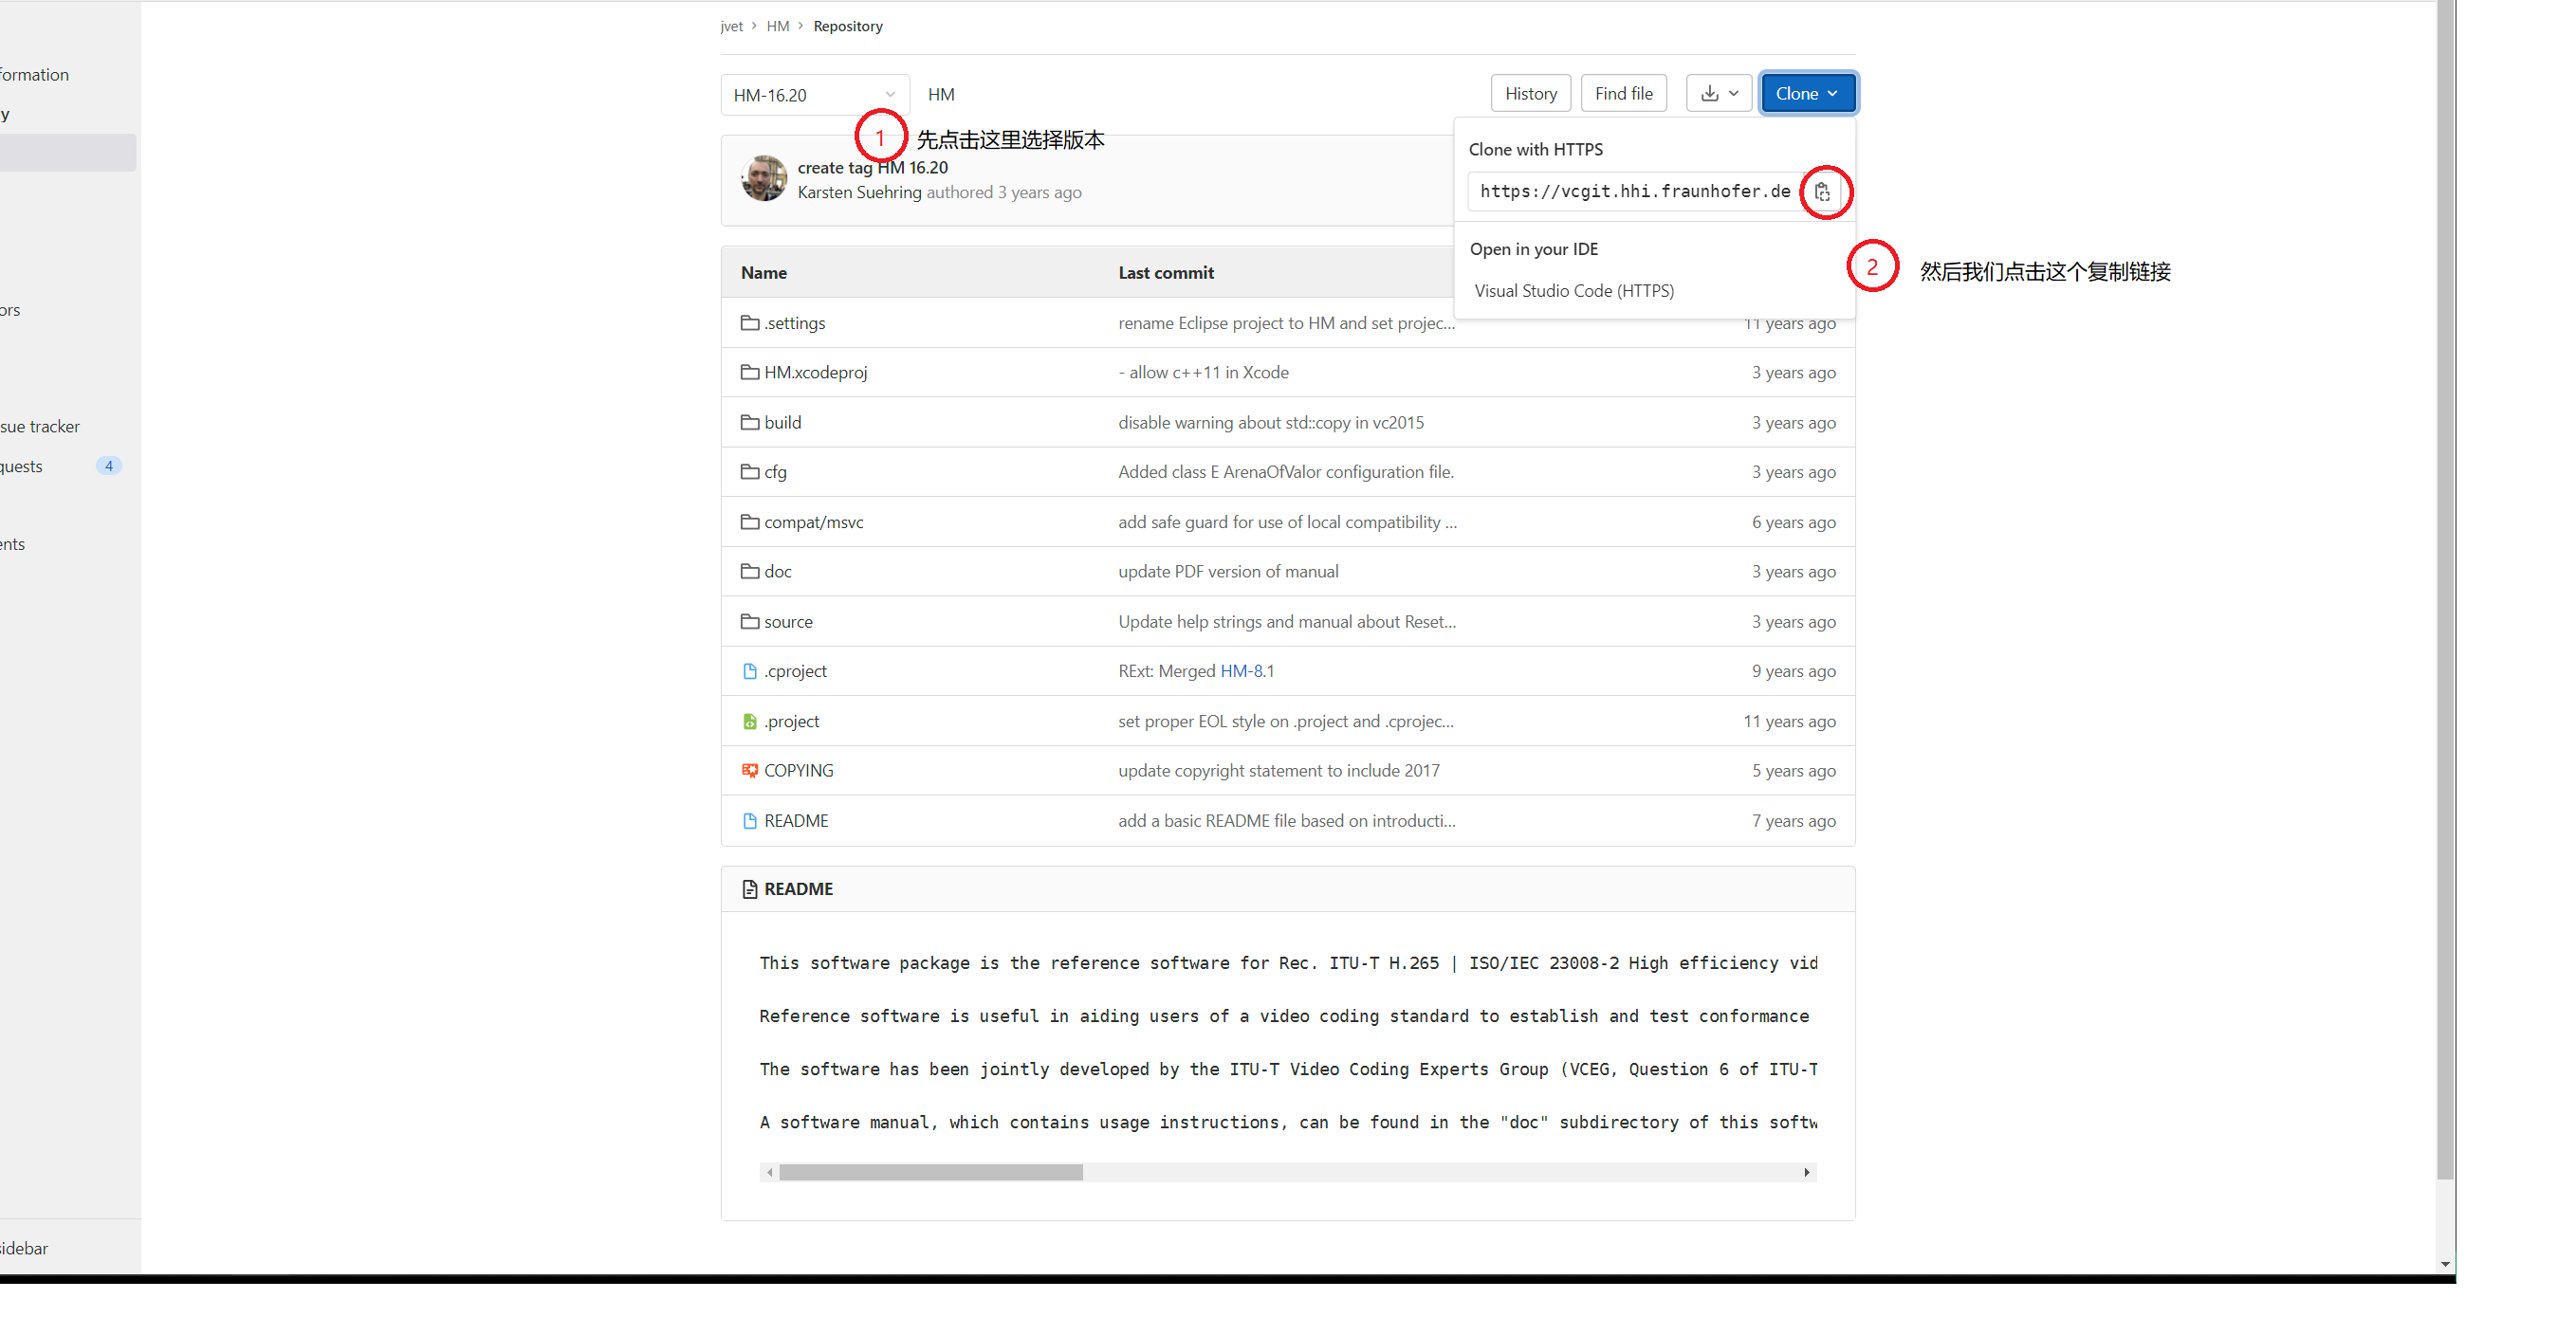 jvet > HM > Repository
formation
HM-16.20
HM
History
Find file
Clone
y
1
先点击这里选择版本
create tag HM 16.20
Karsten Suehring authored 3 years ago
Clone with HTTPS
https://vcgit.hhi.fraunhofer.de
Open in your IDE
Visual Studio Code (HTTPS)
2
然后我们点击这个复制链接
Name Last commit
ors
.settings rename Eclipse project to HM and set projec... 11 years ago
HM.xcodeproj - allow c++11 in Xcode 3 years ago
build disable warning about std::copy in vc2015 3 years ago
sue tracker
quests 4
cfg Added class E ArenaOfValor configuration file. 3 years ago
compat/msvc add safe guard for use of local compatibility ... 6 years ago
ents
doc update PDF version of manual 3 years ago
source Update help strings and manual about Reset... 3 years ago
.cproject RExt: Merged HM-8.1 9 years ago
.project set proper EOL style on .project and .cprojec... 11 years ago
COPYING update copyright statement to include 2017 5 years ago
README add a basic README file based on introducti... 7 years ago
README
This software package is the reference software for Rec. ITU-T H.265 | ISO/IEC 23008-2 High efficiency vid
Reference software is useful in aiding users of a video coding standard to establish and test conformance
The software has been jointly developed by the ITU-T Video Coding Experts Group (VCEG, Question 6 of ITU-T
A software manual, which contains usage instructions, can be found in the "doc" subdirectory of this softw
sidebar